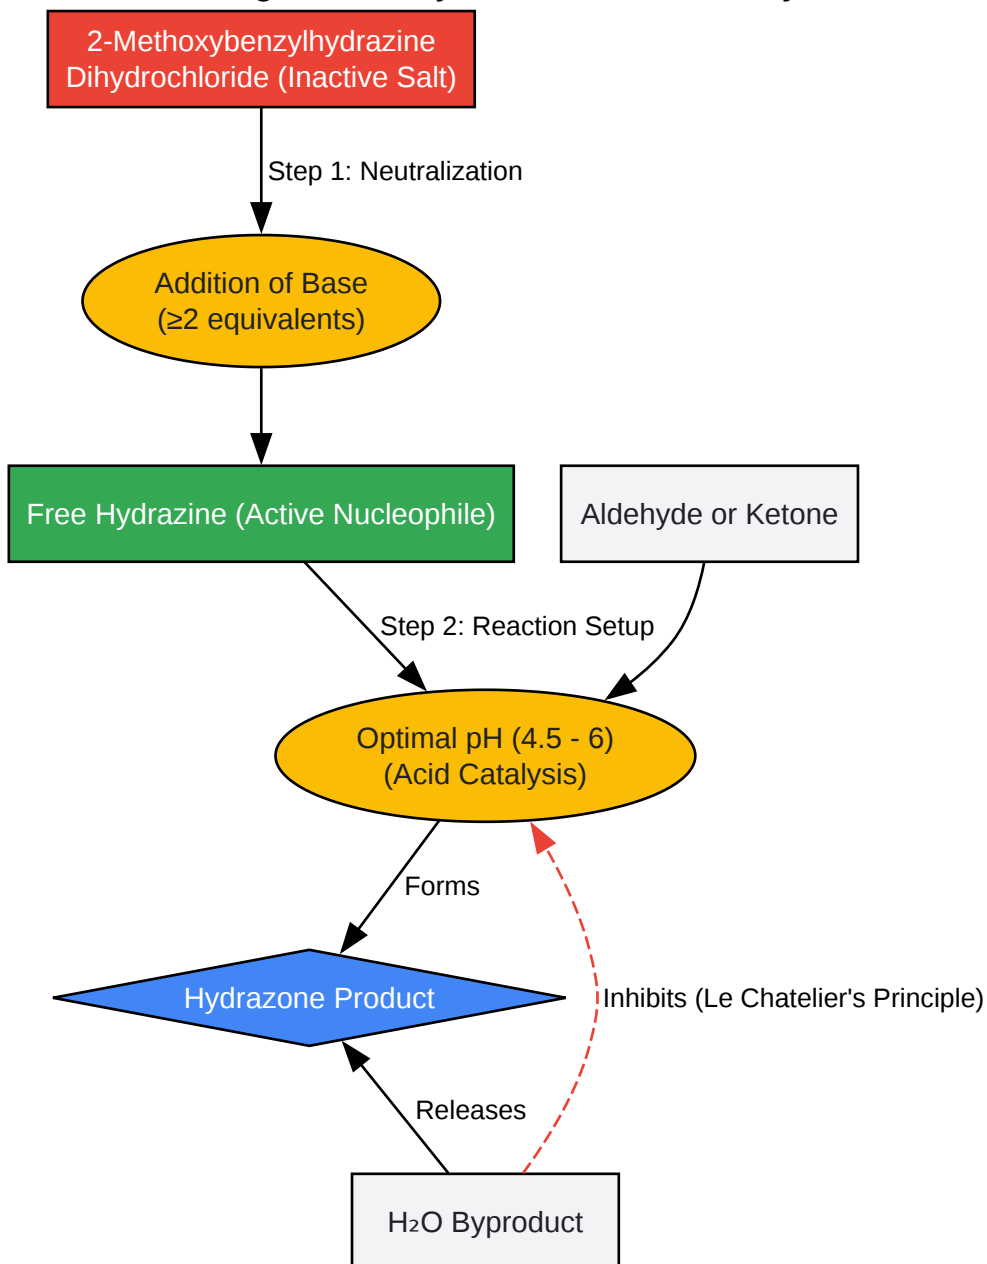 2-Methoxybenzylhydrazine
Dihydrochloride (Inactive Salt)
Step 1: Neutralization
Addition of Base
(≥2 equivalents)
Free Hydrazine (Active Nucleophile)
Aldehyde or Ketone
Step 2: Reaction Setup
Optimal pH (4.5 - 6)
(Acid Catalysis)
Forms
Hydrazone Product
Inhibits (Le Chatelier's Principle)
Releases
H₂O Byproduct